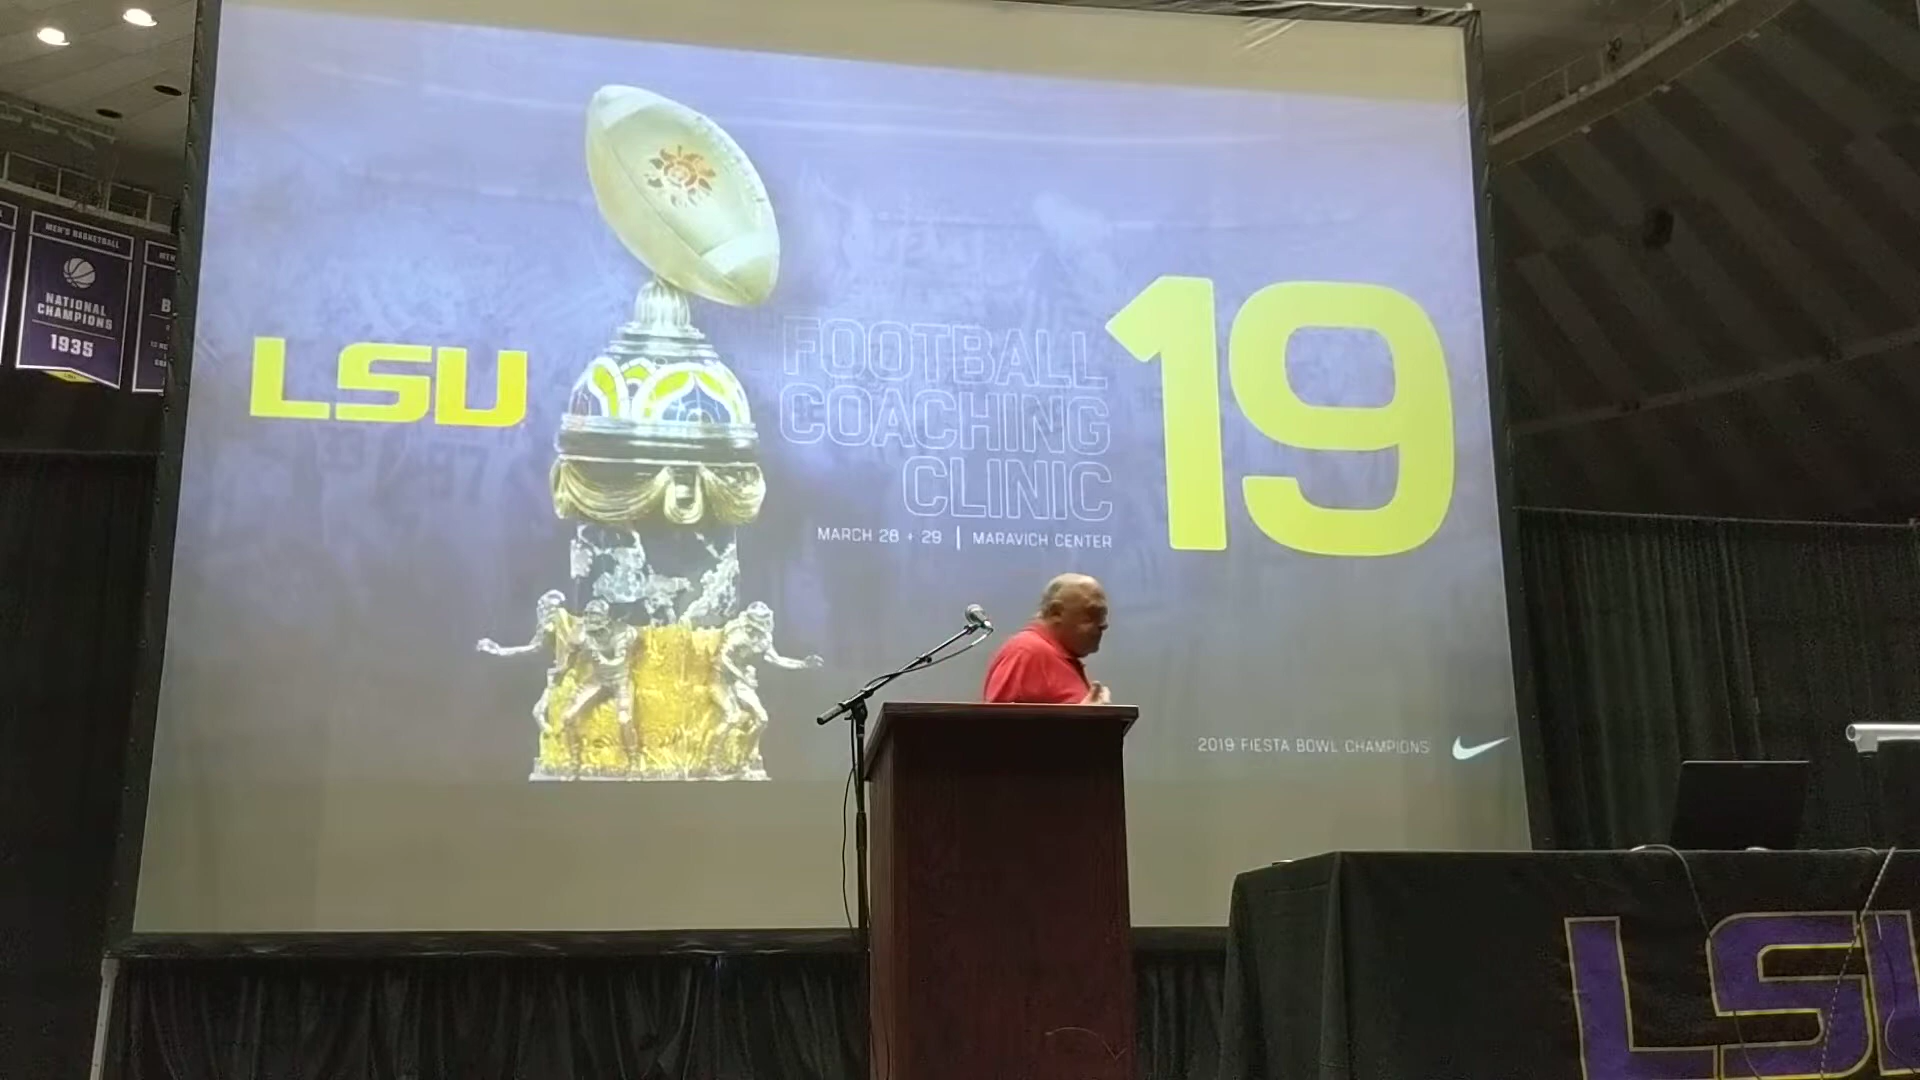 MEN'S BASKETBALL
NATIONAL
CHAMPIONS
1935
LSU
FOOTBALL
COACHING
CLINIC
19
MARCH 28 + 29 | MARAVICH CENTER
2019 FIESTA BOWL CHAMPIONS
LSU